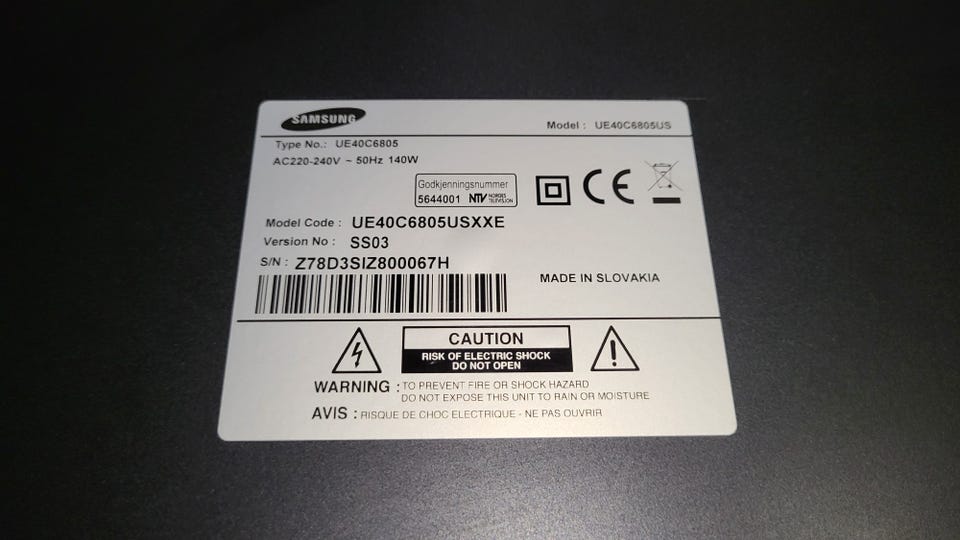 SAMSUNG
Model : UE40C6805US
Type No.: UE40C6805
AC220-240V ~ 50Hz 140W
Godkjenningsnummer
5644001 NTV NORGES TELEVISION
CE
Model Code : UE40C6805USXXE
Version No : SS03
S/N : Z78D3SIZ800067H
MADE IN SLOVAKIA
CAUTION
RISK OF ELECTRIC SHOCK
DO NOT OPEN
WARNING : TO PREVENT FIRE OR SHOCK HAZARD
DO NOT EXPOSE THIS UNIT TO RAIN OR MOISTURE
AVIS : RISQUE DE CHOC ELECTRIQUE - NE PAS OUVRIR